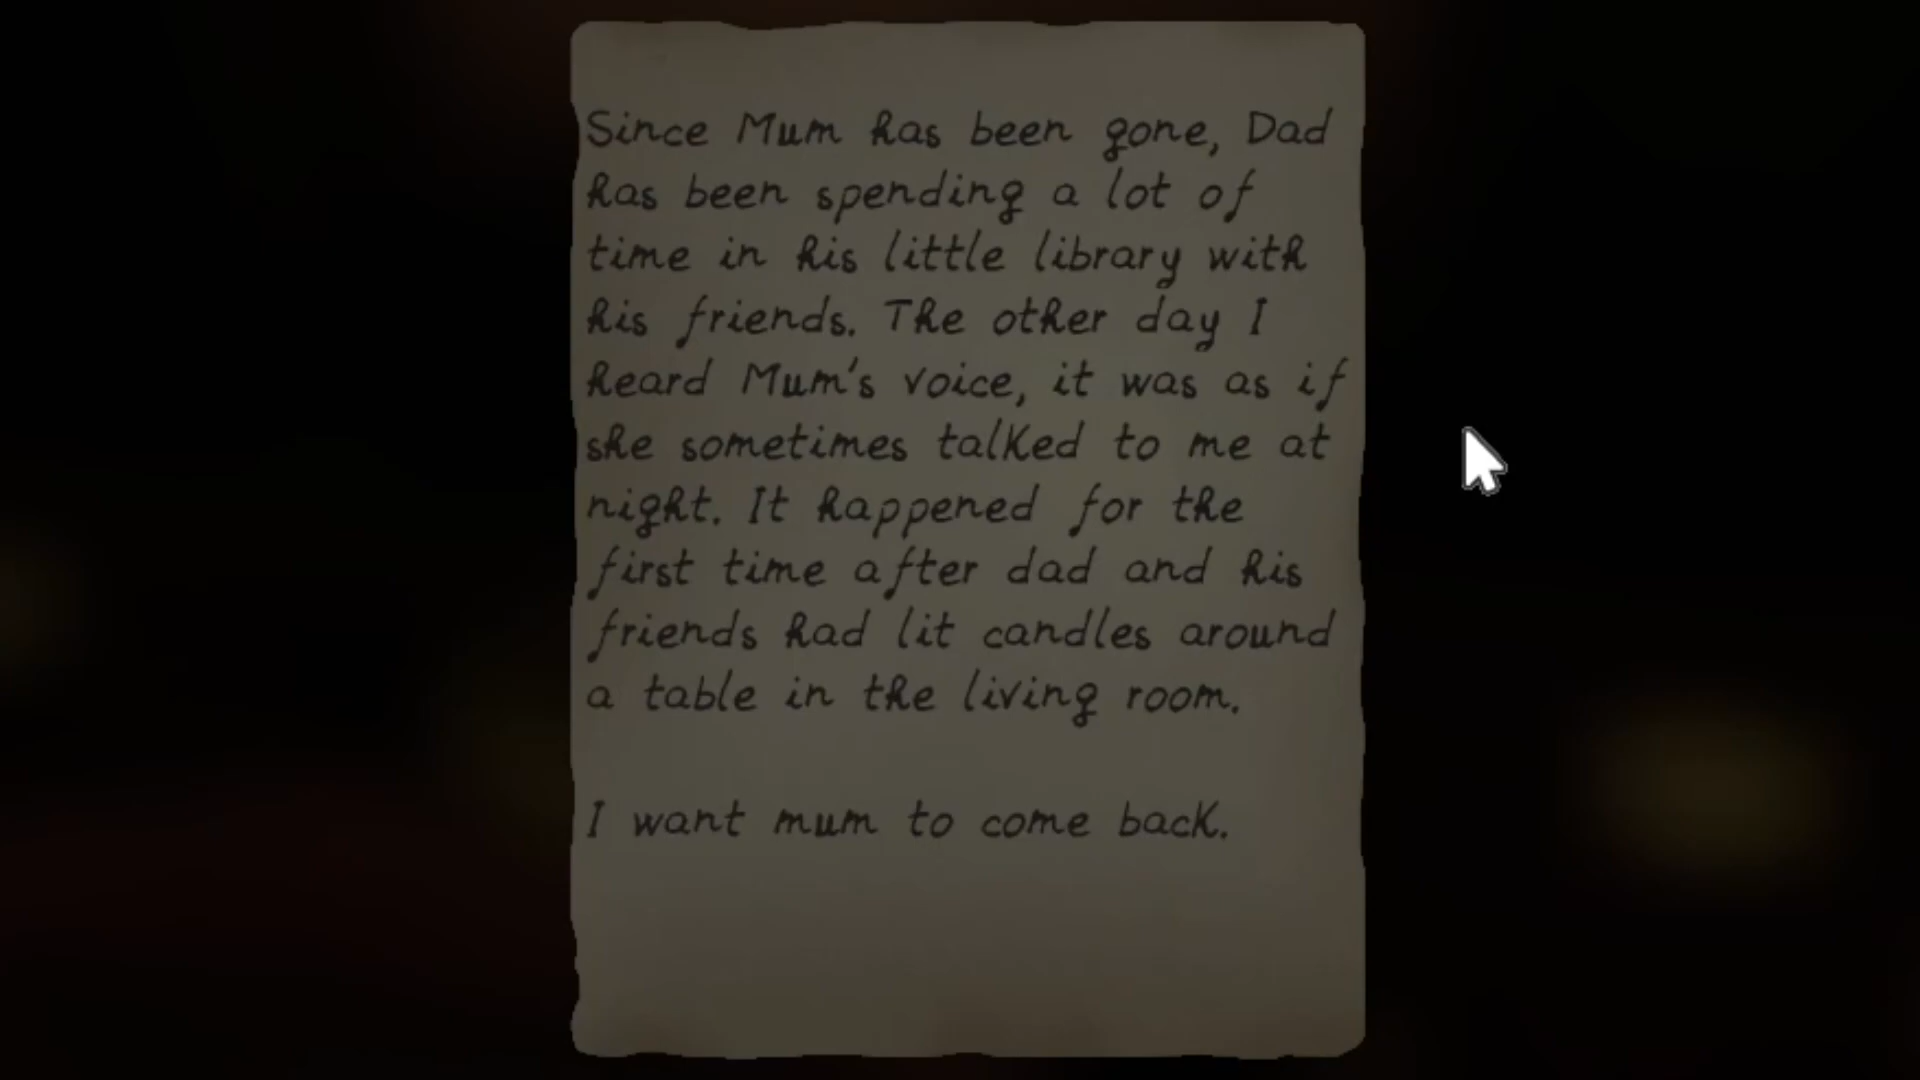 Since Mum has been gone, Dad
has been spending a lot of
time in his little library with
his friends. The other day I
heard Mum's voice, it was as if
she sometimes talked to me at
night. It happened for the
first time after dad and his
friends had lit candles around
a table in the living room.
I want mum to come back.